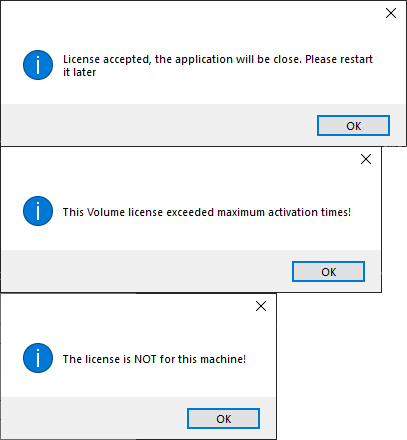 License accepted, the application will be close. Please restart
it later
OK
This Volume license exceeded maximum activation times!
OK
The license is NOT for this machine!
OK